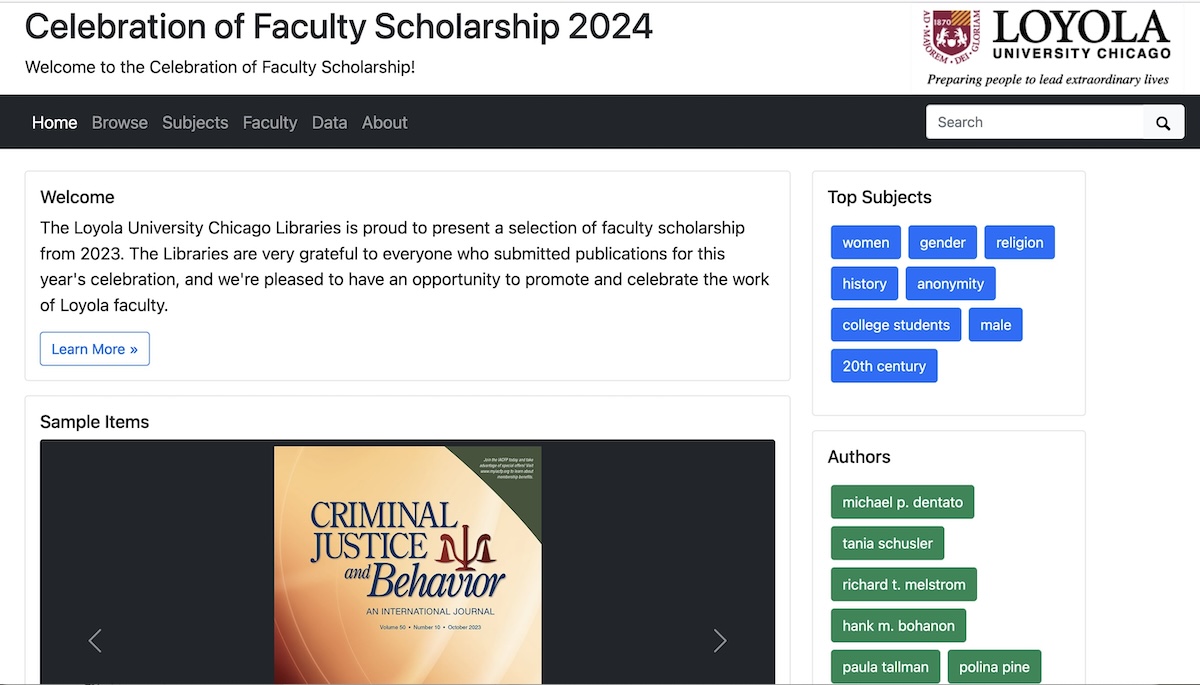 Celebration of Faculty Scholarship 2024
Welcome to the Celebration of Faculty Scholarship!
1870
AD · MAJOREM · DEI · GLORIAM
LOYOLA
UNIVERSITY CHICAGO
Preparing people to lead extraordinary lives
Home Browse Subjects Faculty Data About
Search
Welcome
The Loyola University Chicago Libraries is proud to present a selection of faculty scholarship
from 2023. The Libraries are very grateful to everyone who submitted publications for this
year's celebration, and we're pleased to have an opportunity to promote and celebrate the work
of Loyola faculty.
Learn More »
Sample Items
Join the IACFP today and take
advantage of special offers! Visit
www.myiacfp.org to learn about
membership benefits.
CRIMINAL
JUSTICE
and Behavior
AN INTERNATIONAL JOURNAL
Volume 50 • Number 10 • October 2023
Top Subjects
women gender religion
history anonymity
college students male
20th century
Authors
michael p. dentato
tania schusler
richard t. melstrom
hank m. bohanon
paula tallman polina pine